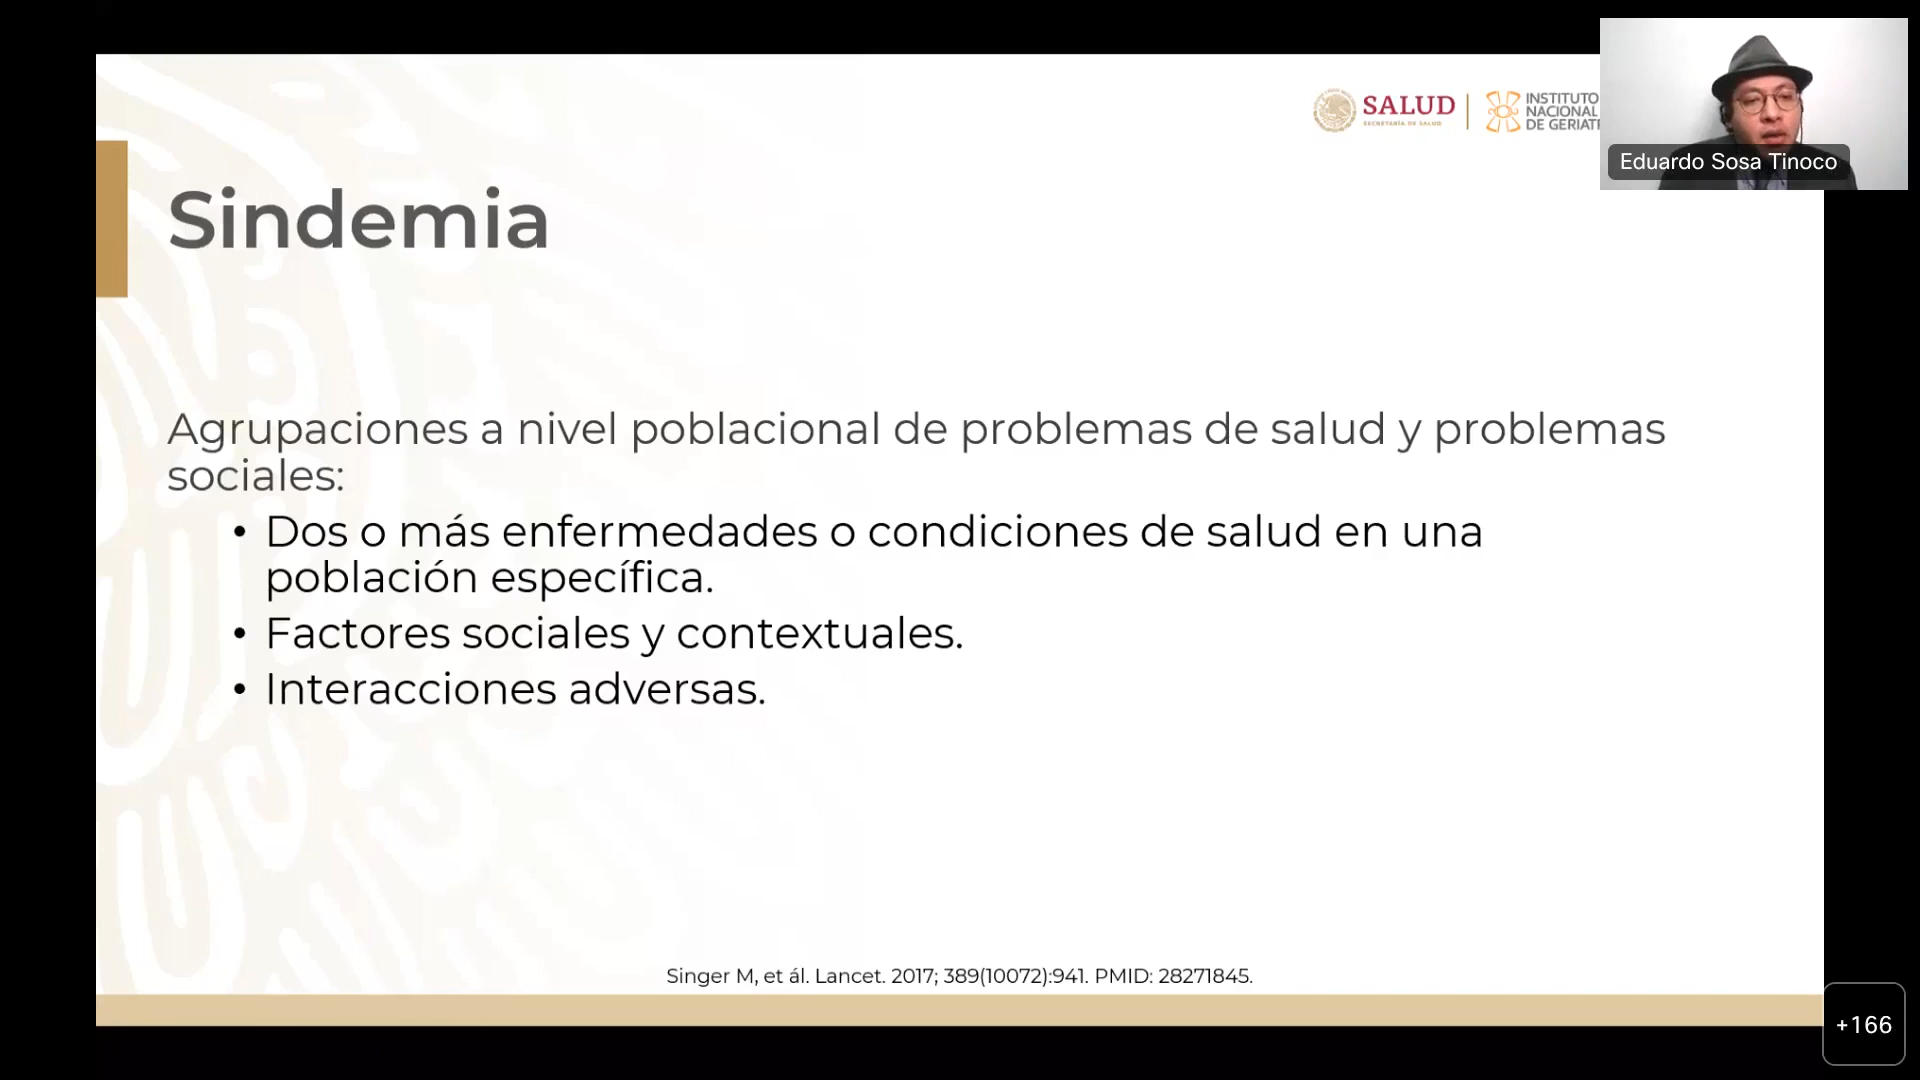 SALUD
SECRETARÍA DE SALUD
INSTITUTO
NACIONAL
DE GERIATR
Eduardo Sosa Tinoco
Sindemia
Agrupaciones a nivel poblacional de problemas de salud y problemas
sociales:
• Dos o más enfermedades o condiciones de salud en una
población específica.
• Factores sociales y contextuales.
• Interacciones adversas.
Singer M, et ál. Lancet. 2017; 389(10072):941. PMID: 28271845.
+166